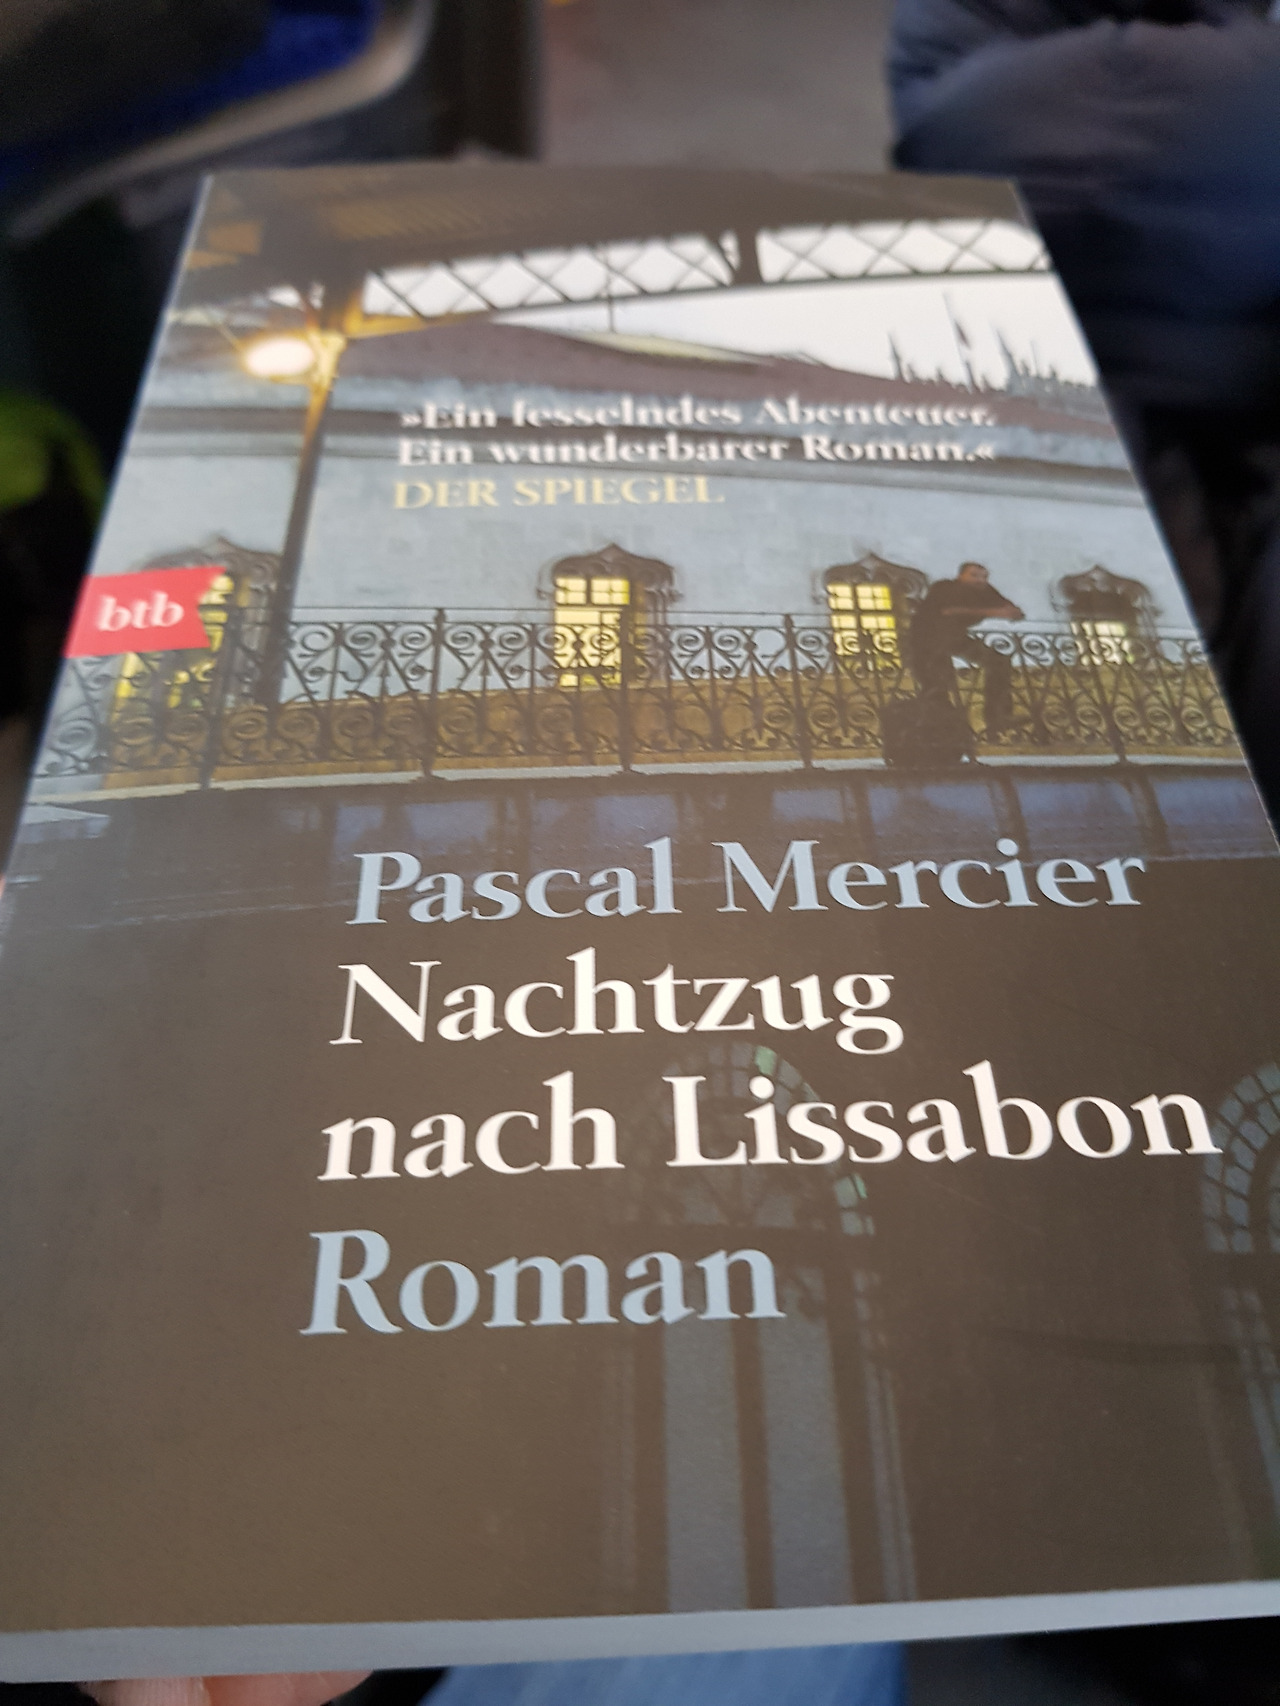 »Ein fesselndes Abenteuer.
Ein wunderbarer Roman.«
DER SPIEGEL
btb
Pascal Mercier
Nachtzug
nach Lissabon
Roman